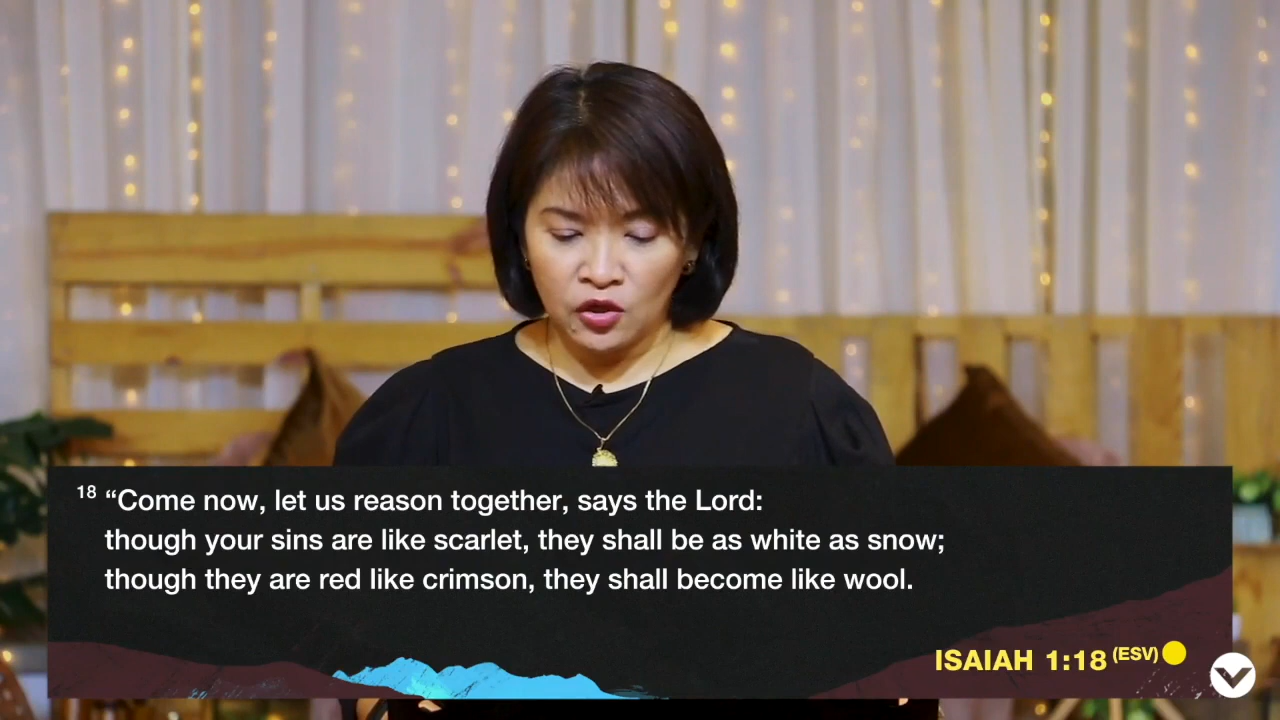 18 “Come now, let us reason together, says the Lord:
though your sins are like scarlet, they shall be as white as snow;
though they are red like crimson, they shall become like wool.
ISAIAH 1:18 (ESV)